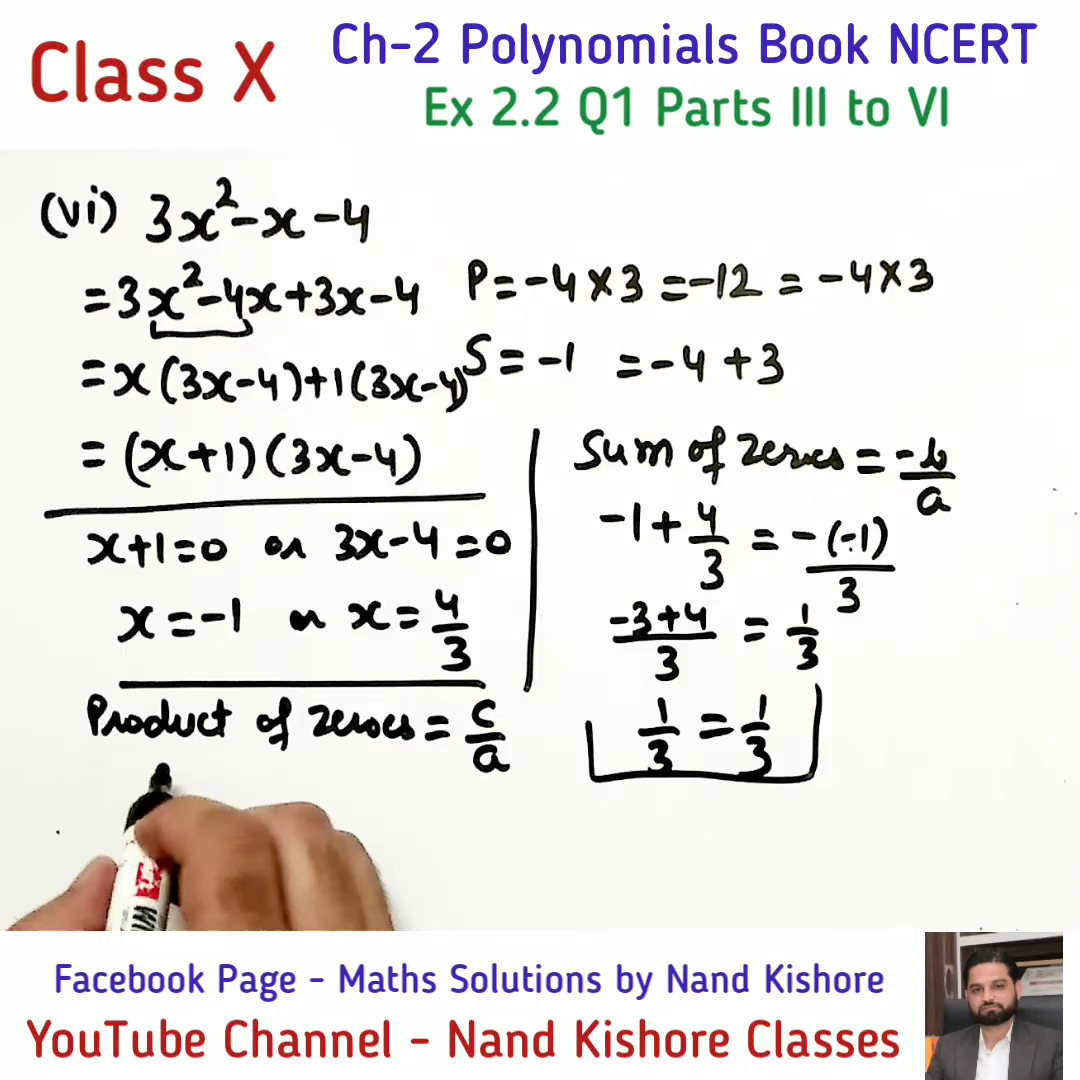 Class X
Ch-2 Polynomials Book NCERT
Ex 2.2 Q1 Parts III to VI
(vi) 3x²-x-4
=3x²-4x+3x-4
P=-4×3=-12=-4×3
=x(3x-4)+1(3x-4)
S=-1 =-4+3
=(x+1)(3x-4)
x+1=0 or 3x-4=0
x=-1 or x=4/3
Sum of zeroes=-b/a
-1+4/3=-(-1)/3
-3+4/3=1/3
1/3=1/3
Product of zeroes=c/a
Facebook Page - Maths Solutions by Nand Kishore
YouTube Channel - Nand Kishore Classes